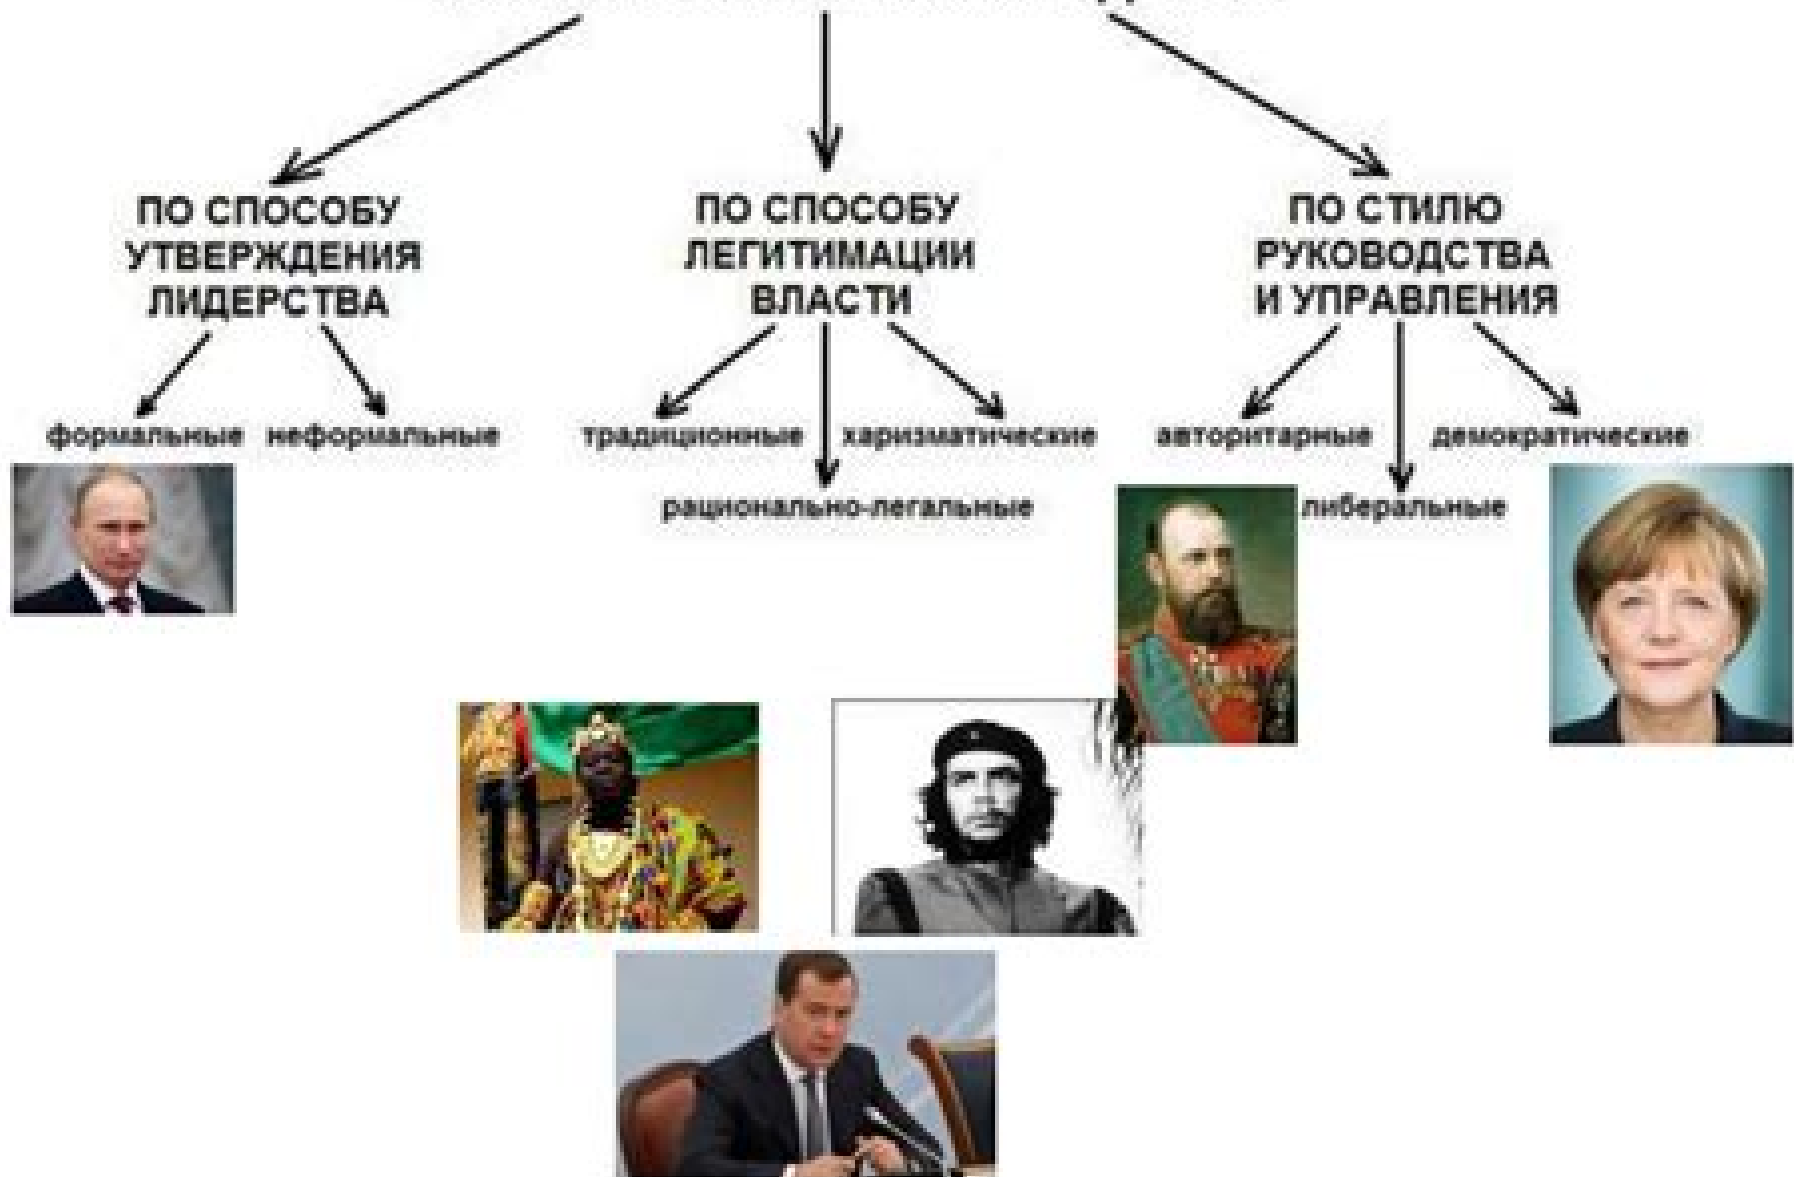 ПО СПОСОБУ
УТВЕРЖДЕНИЯ
ЛИДЕРСТВА
формальные неформальные
ПО СПОСОБУ
ЛЕГИТИМАЦИИ
ВЛАСТИ
традиционные харизматические
рационально-легальные
ПО СТИЛЮ
РУКОВОДСТВА
И УПРАВЛЕНИЯ
авторитарные демократические
либеральные